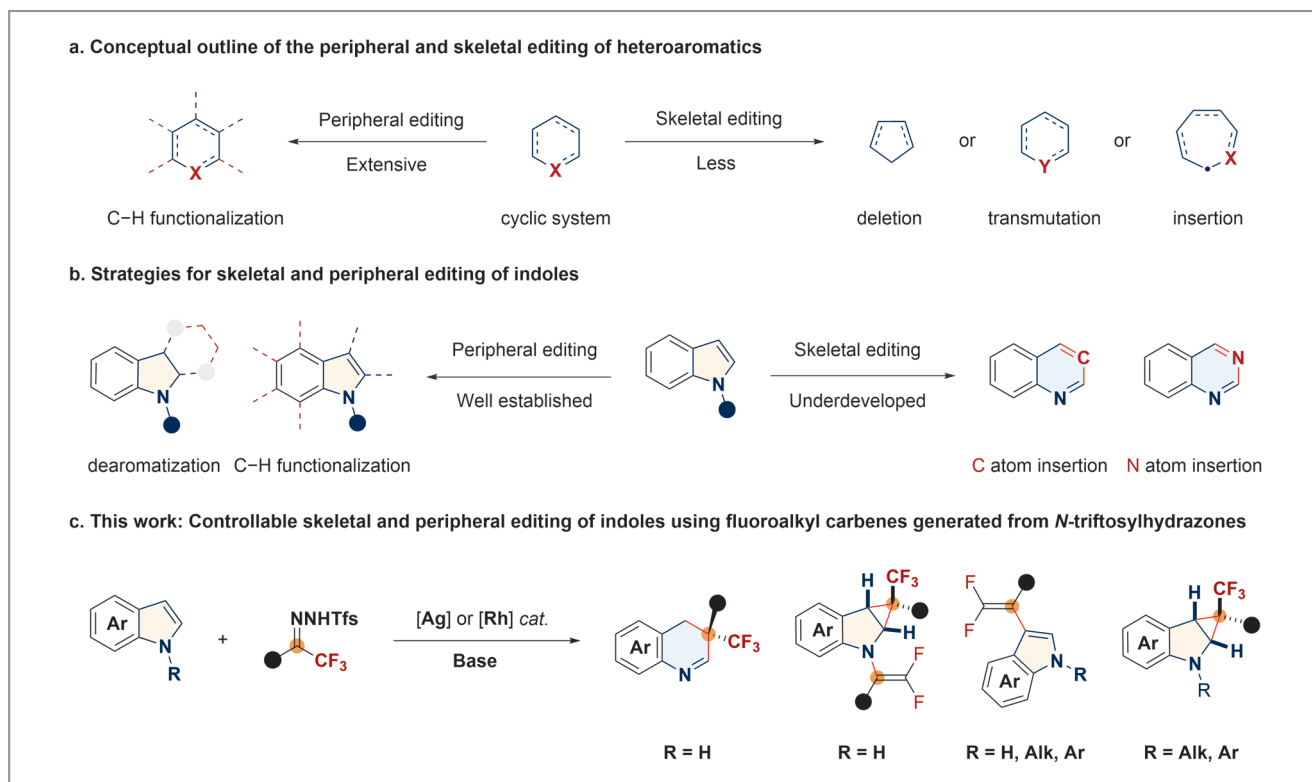 a. Conceptual outline of the peripheral and skeletal editing of heteroaromatics
Peripheral editing
Extensive
Skeletal editing
Less
X
X
or
Y
or
X
C−H functionalization
cyclic system
deletion
transmutation
insertion
b. Strategies for skeletal and peripheral editing of indoles
N
N
Peripheral editing
Well established
N
Skeletal editing
Underdeveloped
C
N
N
N
dearomatization
C−H functionalization
C atom insertion
N atom insertion
c. This work: Controllable skeletal and peripheral editing of indoles using fluoroalkyl carbenes generated from N-triftosylhydrazones
Ar
N
R
+
NNHTfs
CF3
[Ag] or [Rh] cat.
Base
Ar
N
CF3
H
CF3
Ar
H
N
F
F
F
F
Ar
N
R
H
CF3
Ar
H
N
R
R = H
R = H
R = H, Alk, Ar
R = Alk, Ar